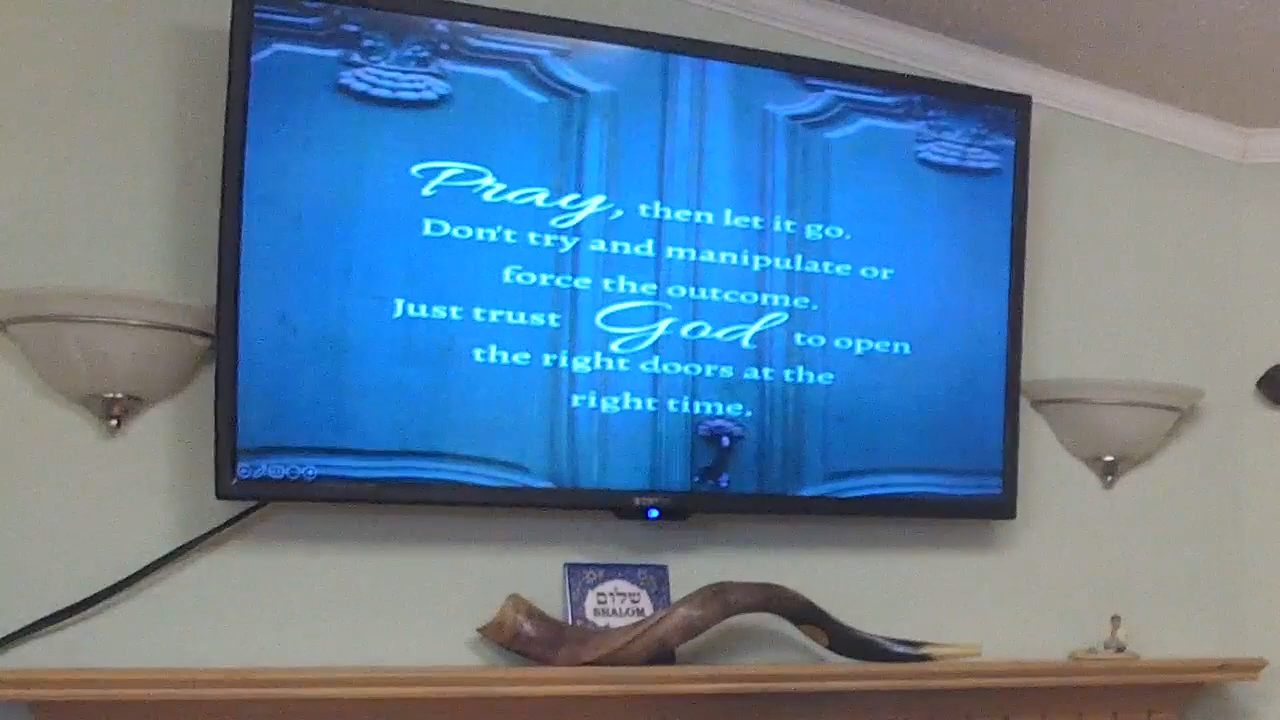 Pray, then let it go.
Don't try and manipulate or
force the outcome.
Just trust God to open
the right doors at the
right time.
שלום
SHALOM